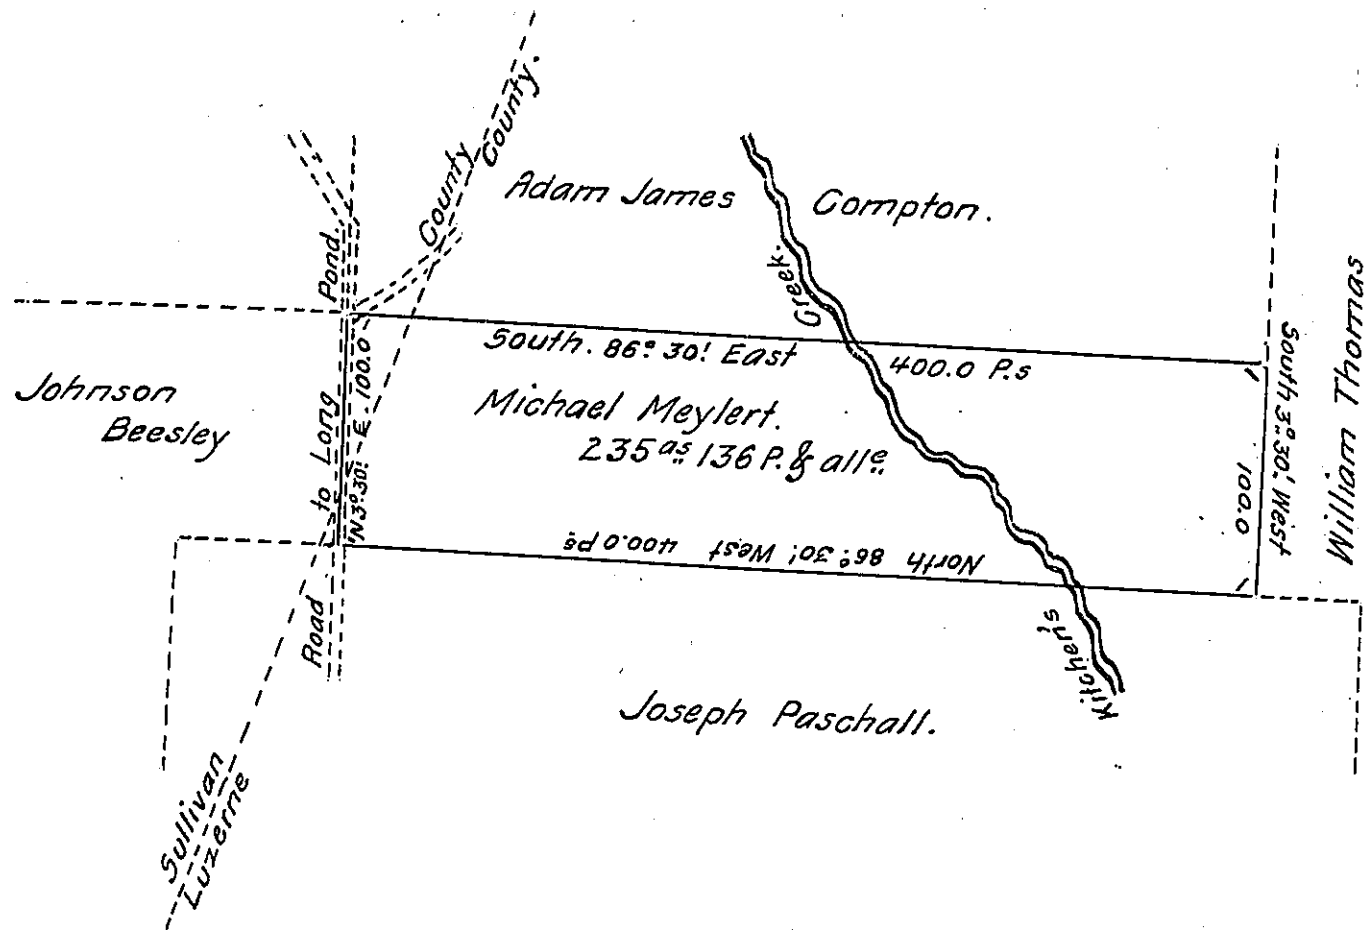 Adam James Compton.
Sullivan County
Luzerne County.
Road to Long Pond.
Kitchen's Creek.
South. 86° 30' East 400.0 P.s
Johnson
Beesley
N 3° 30' E. 100.0
Michael Meylert.
235 as 136 P. & alle
South 3° 30' West
100.0
William Thomas
North 86° 30' West 400.0 ps
Joseph Paschall.